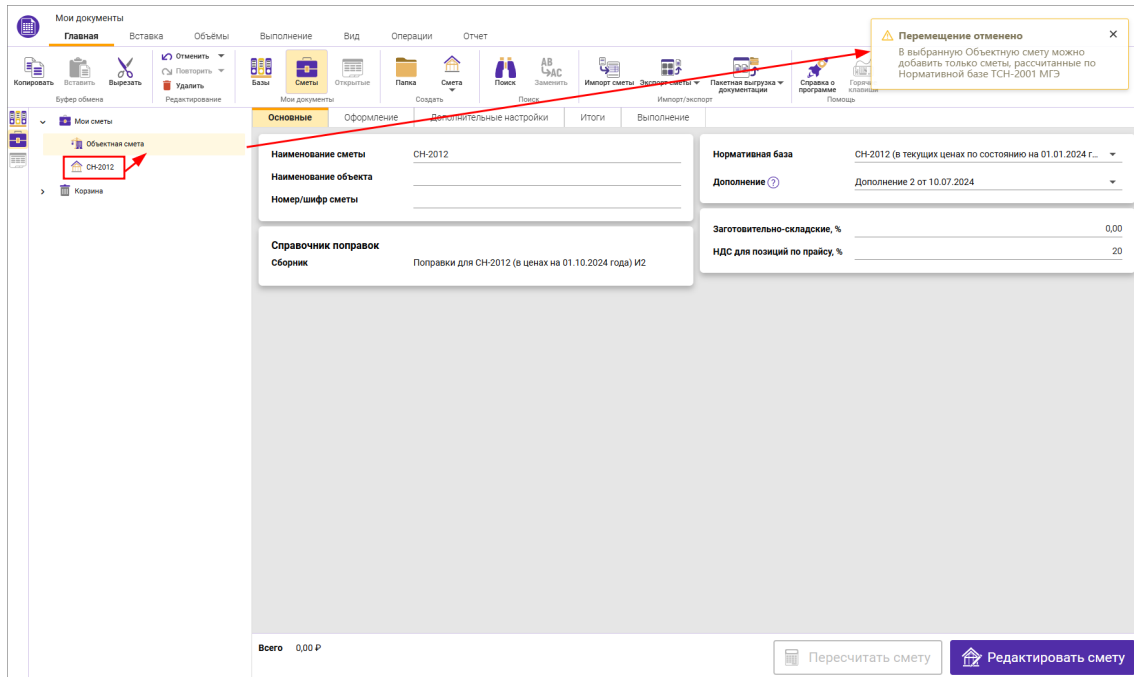 Мои документы
Главная Вставка Объёмы Выполнение Вид Операции Отчет
Копировать Вставить Вырезать
Буфер обмена
Отменить
Повторить
Удалить
Редактирование
Базы Сметы Открытые
Мои документы
Папка Смета
Создать
Поиск Заменить
AB
AC
Поиск
Импорт сметы Экспорт сметы Пакетная выгрузка
документации
Импорт/экспорт
Справка о
программе
Помощь
Перемещение отменено
В выбранную Объектную смету можно
добавить только сметы, рассчитанные по
Нормативной базе ТСН-2001 МГЭ
Мои сметы
Объектная смета
СН-2012
Корзина
Основные Оформление Дополнительные настройки Итоги Выполнение
Наименование сметы СН-2012
Наименование объекта
Номер/шифр сметы
Справочник поправок
Сборник Поправки для СН-2012 (в ценах на 01.10.2024 года) И2
Нормативная база СН-2012 (в текущих ценах по состоянию на 01.01.2024 г...
Дополнение ? Дополнение 2 от 10.07.2024
Заготовительно-складские, % 0,00
НДС для позиций по прайсу, % 20
Всего 0,00 ₽
Пересчитать смету
Редактировать смету